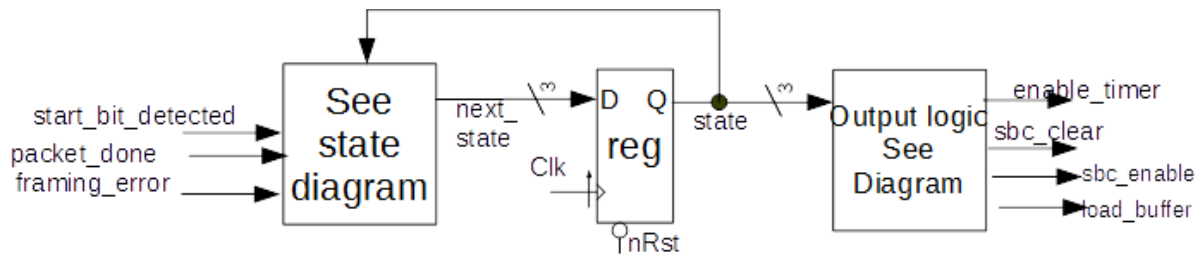 start_bit_detected
packet_done
framing_error
See
state
diagram
next_
state
3
D Q
reg
Clk
nRst
state
3
Output logic
See
Diagram
enable_timer
sbc_clear
sbc_enable
load_buffer